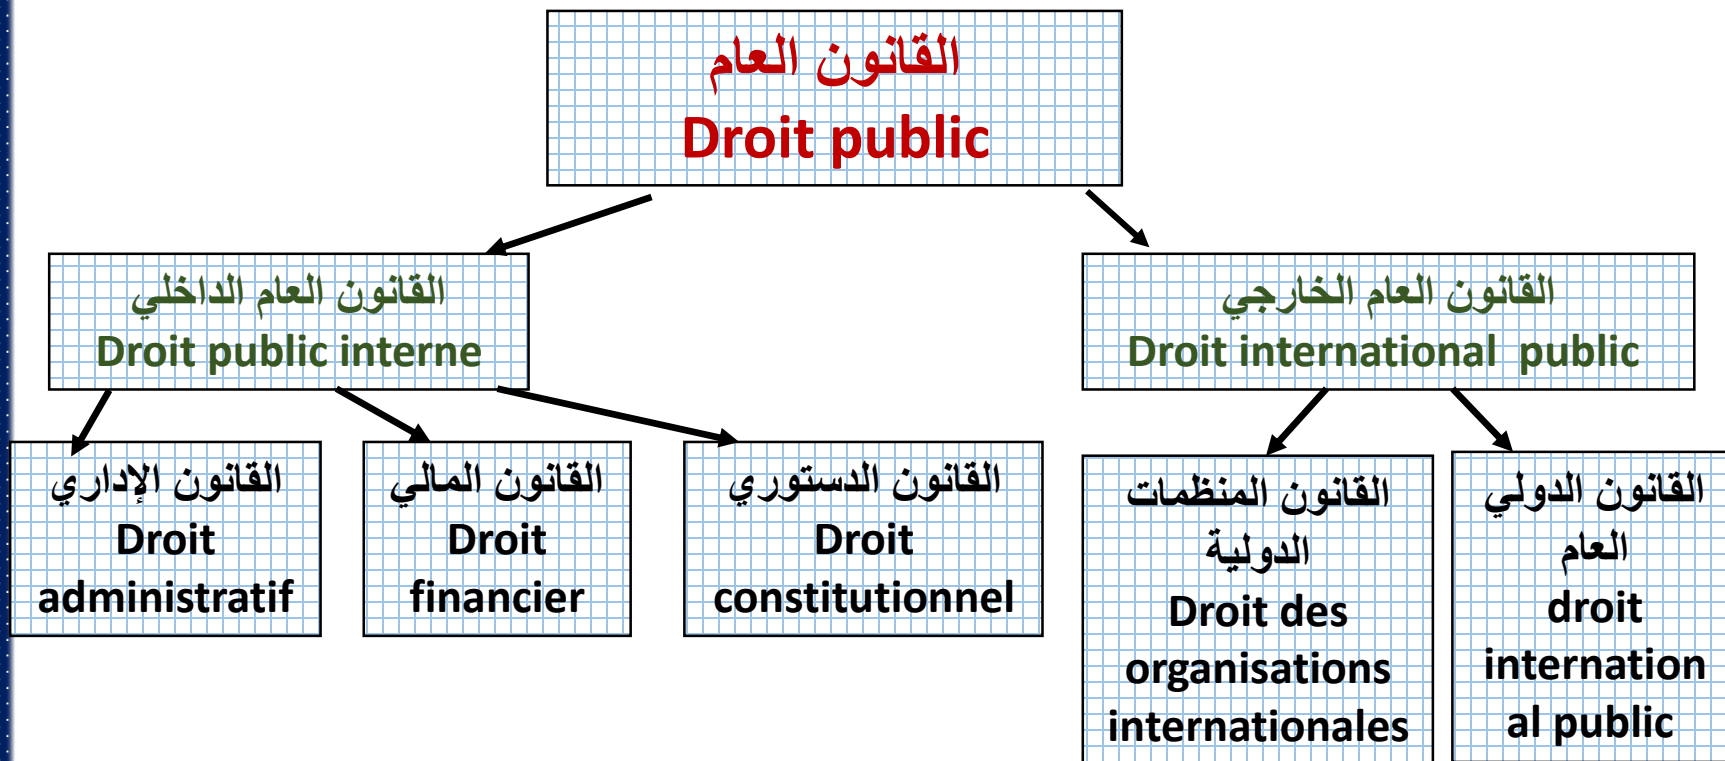 القانون العام
Droit public
القانون العام الداخلي
Droit public interne
القانون العام الخارجي
Droit international public
القانون الإداري
Droit
administratif
القانون المالي
Droit
financier
القانون الدستوري
Droit
constitutionnel
القانون المنظمات
الدولية
Droit des
organisations
internationales
القانون الدولي
العام
droit
internation
al public